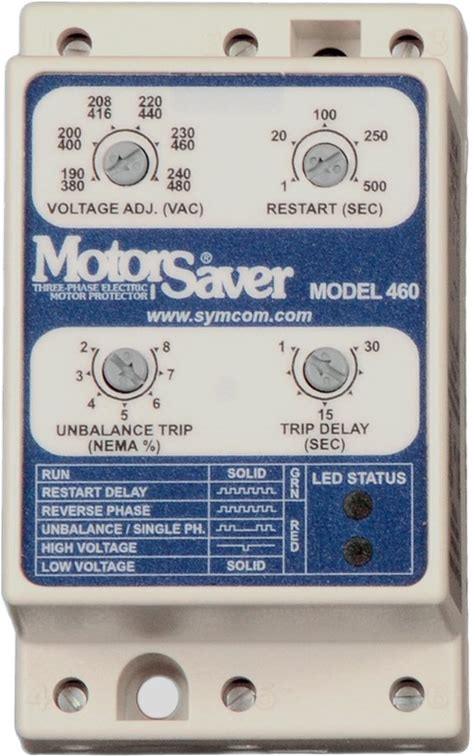 208
416
220
440
200
400
230
460
190
380
240
480
VOLTAGE ADJ. (VAC)
100
20
250
1
500
RESTART (SEC)
MotorSaver®
THREE-PHASE ELECTRIC
MOTOR PROTECTOR
MODEL 460
www.symcom.com
2
8
3
7
4
6
5
UNBALANCE TRIP
(NEMA %)
1
30
15
TRIP DELAY
(SEC)
RUN SOLID
RESTART DELAY
REVERSE PHASE
UNBALANCE / SINGLE PH.
HIGH VOLTAGE
LOW VOLTAGE SOLID
GRN
RED
LED STATUS